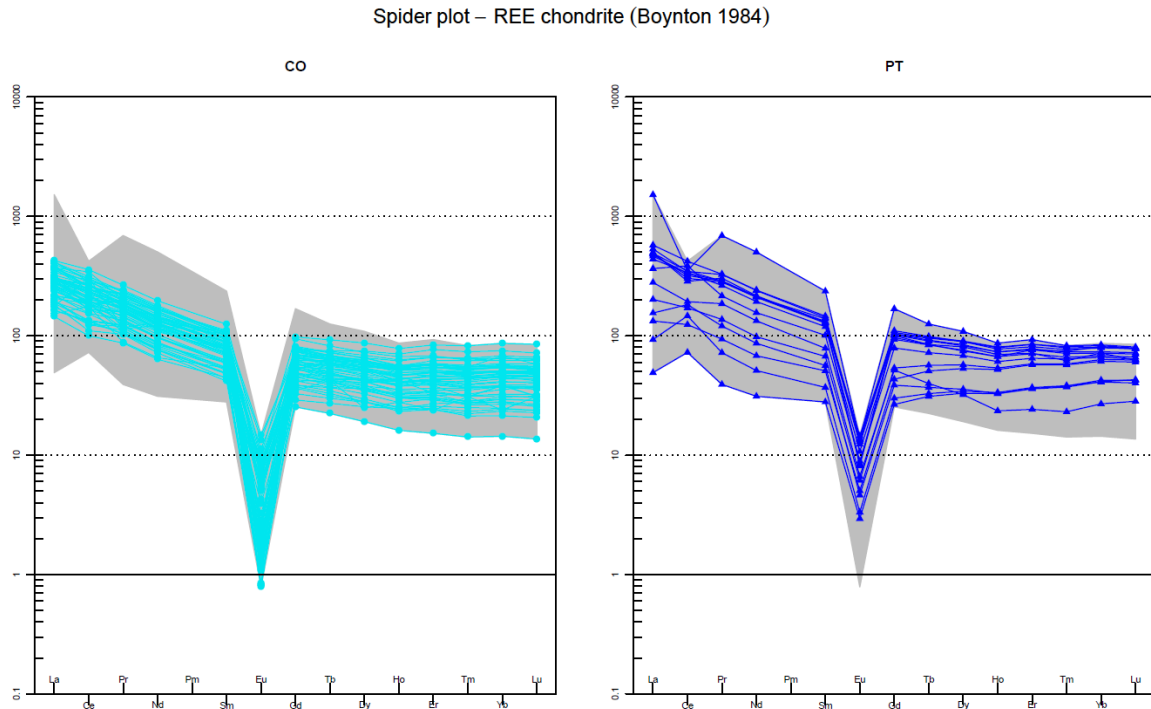 Spider plot – REE chondrite (Boynton 1984)
CO
PT
10000
1000
100
10
1
0.1
La Pr Pm Eu Tb Ho Tm Lu
Ce Nd Sm Gd Dy Er Yb
10000
1000
100
10
1
0.1
La Pr Pm Eu Tb Ho Tm Lu
Ce Nd Sm Gd Dy Er Yb